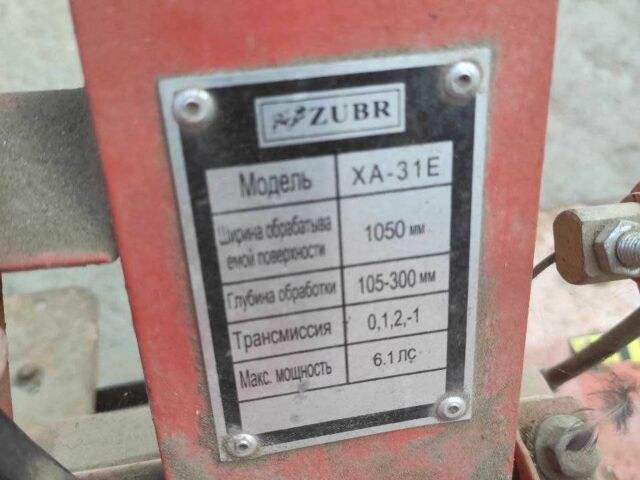 ZUBR
Модель XA-31E
Ширина обрабатыва
емой поверхности 1050 мм
Глубина обработки 105-300 мм
Трансмиссия 0,1,2,-1
Макс. мощность 6.1 ЛС